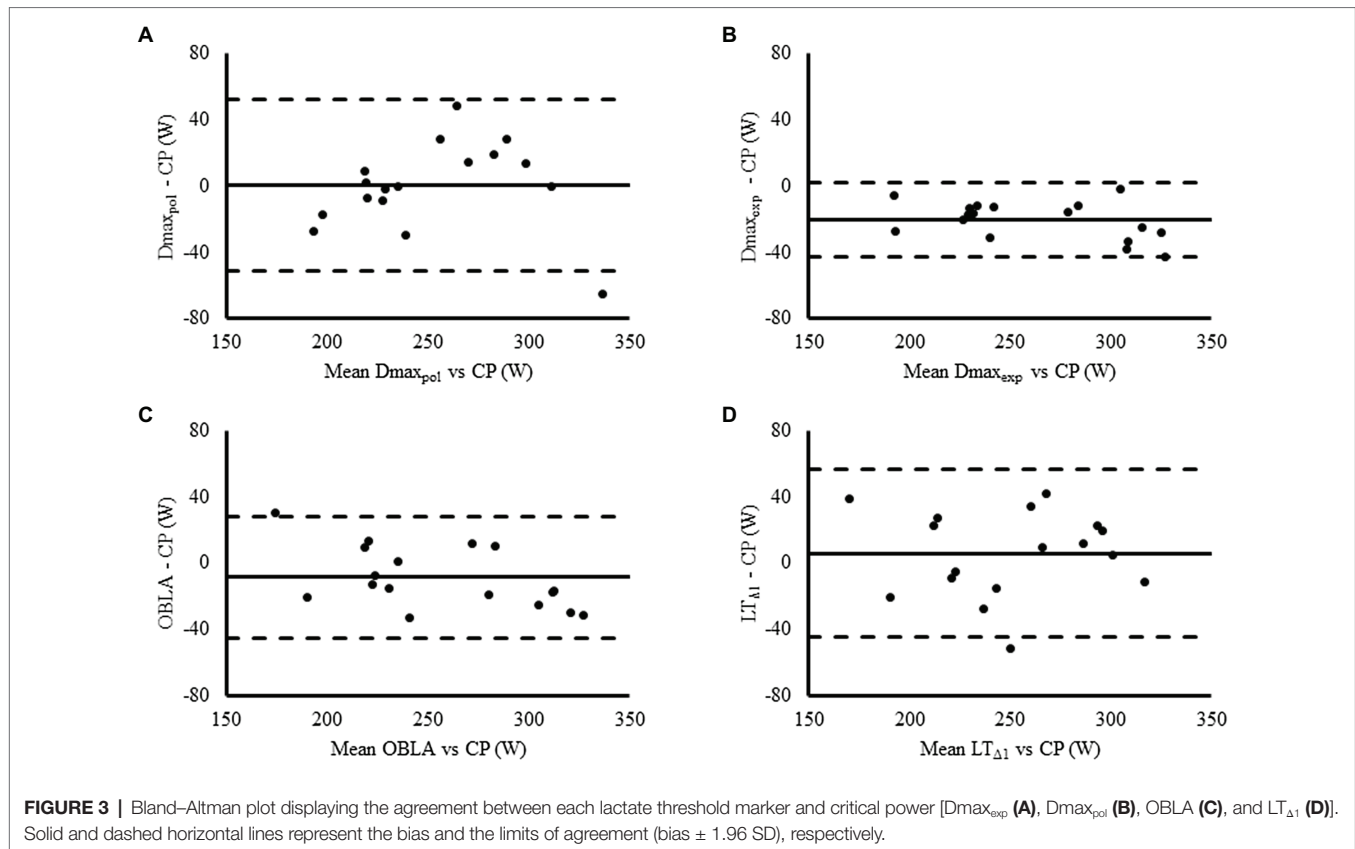 A
80
40
0
-40
-80
Dmaxpol - CP (W)
150 200 250 300 350
Mean Dmaxpol vs CP (W)
B
80
40
0
-40
-80
Dmaxexp - CP (W)
150 200 250 300 350
Mean Dmaxexp vs CP (W)
C
80
40
0
-40
-80
OBLA - CP (W)
150 200 250 300 350
Mean OBLA vs CP (W)
D
80
40
0
-40
-80
LTΔ1 - CP (W)
150 200 250 300 350
Mean LTΔ1 vs CP (W)
FIGURE 3 | Bland–Altman plot displaying the agreement between each lactate threshold marker and critical power [Dmaxexp (A), Dmaxpol (B), OBLA (C), and LTΔ1 (D)].
Solid and dashed horizontal lines represent the bias and the limits of agreement (bias ± 1.96 SD), respectively.